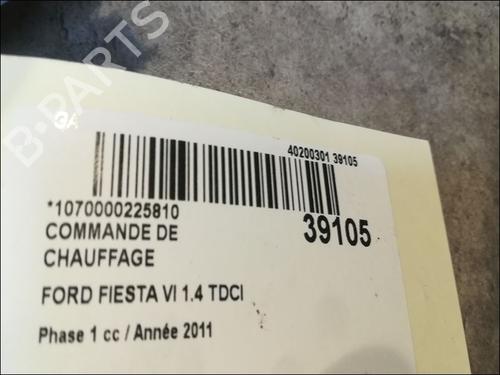 B-PARTS
GA
40200301 39105
*1070000225810
39105
COMMANDE DE
CHAUFFAGE
FORD FIESTA VI 1.4 TDCI
Phase 1 cc / Année 2011